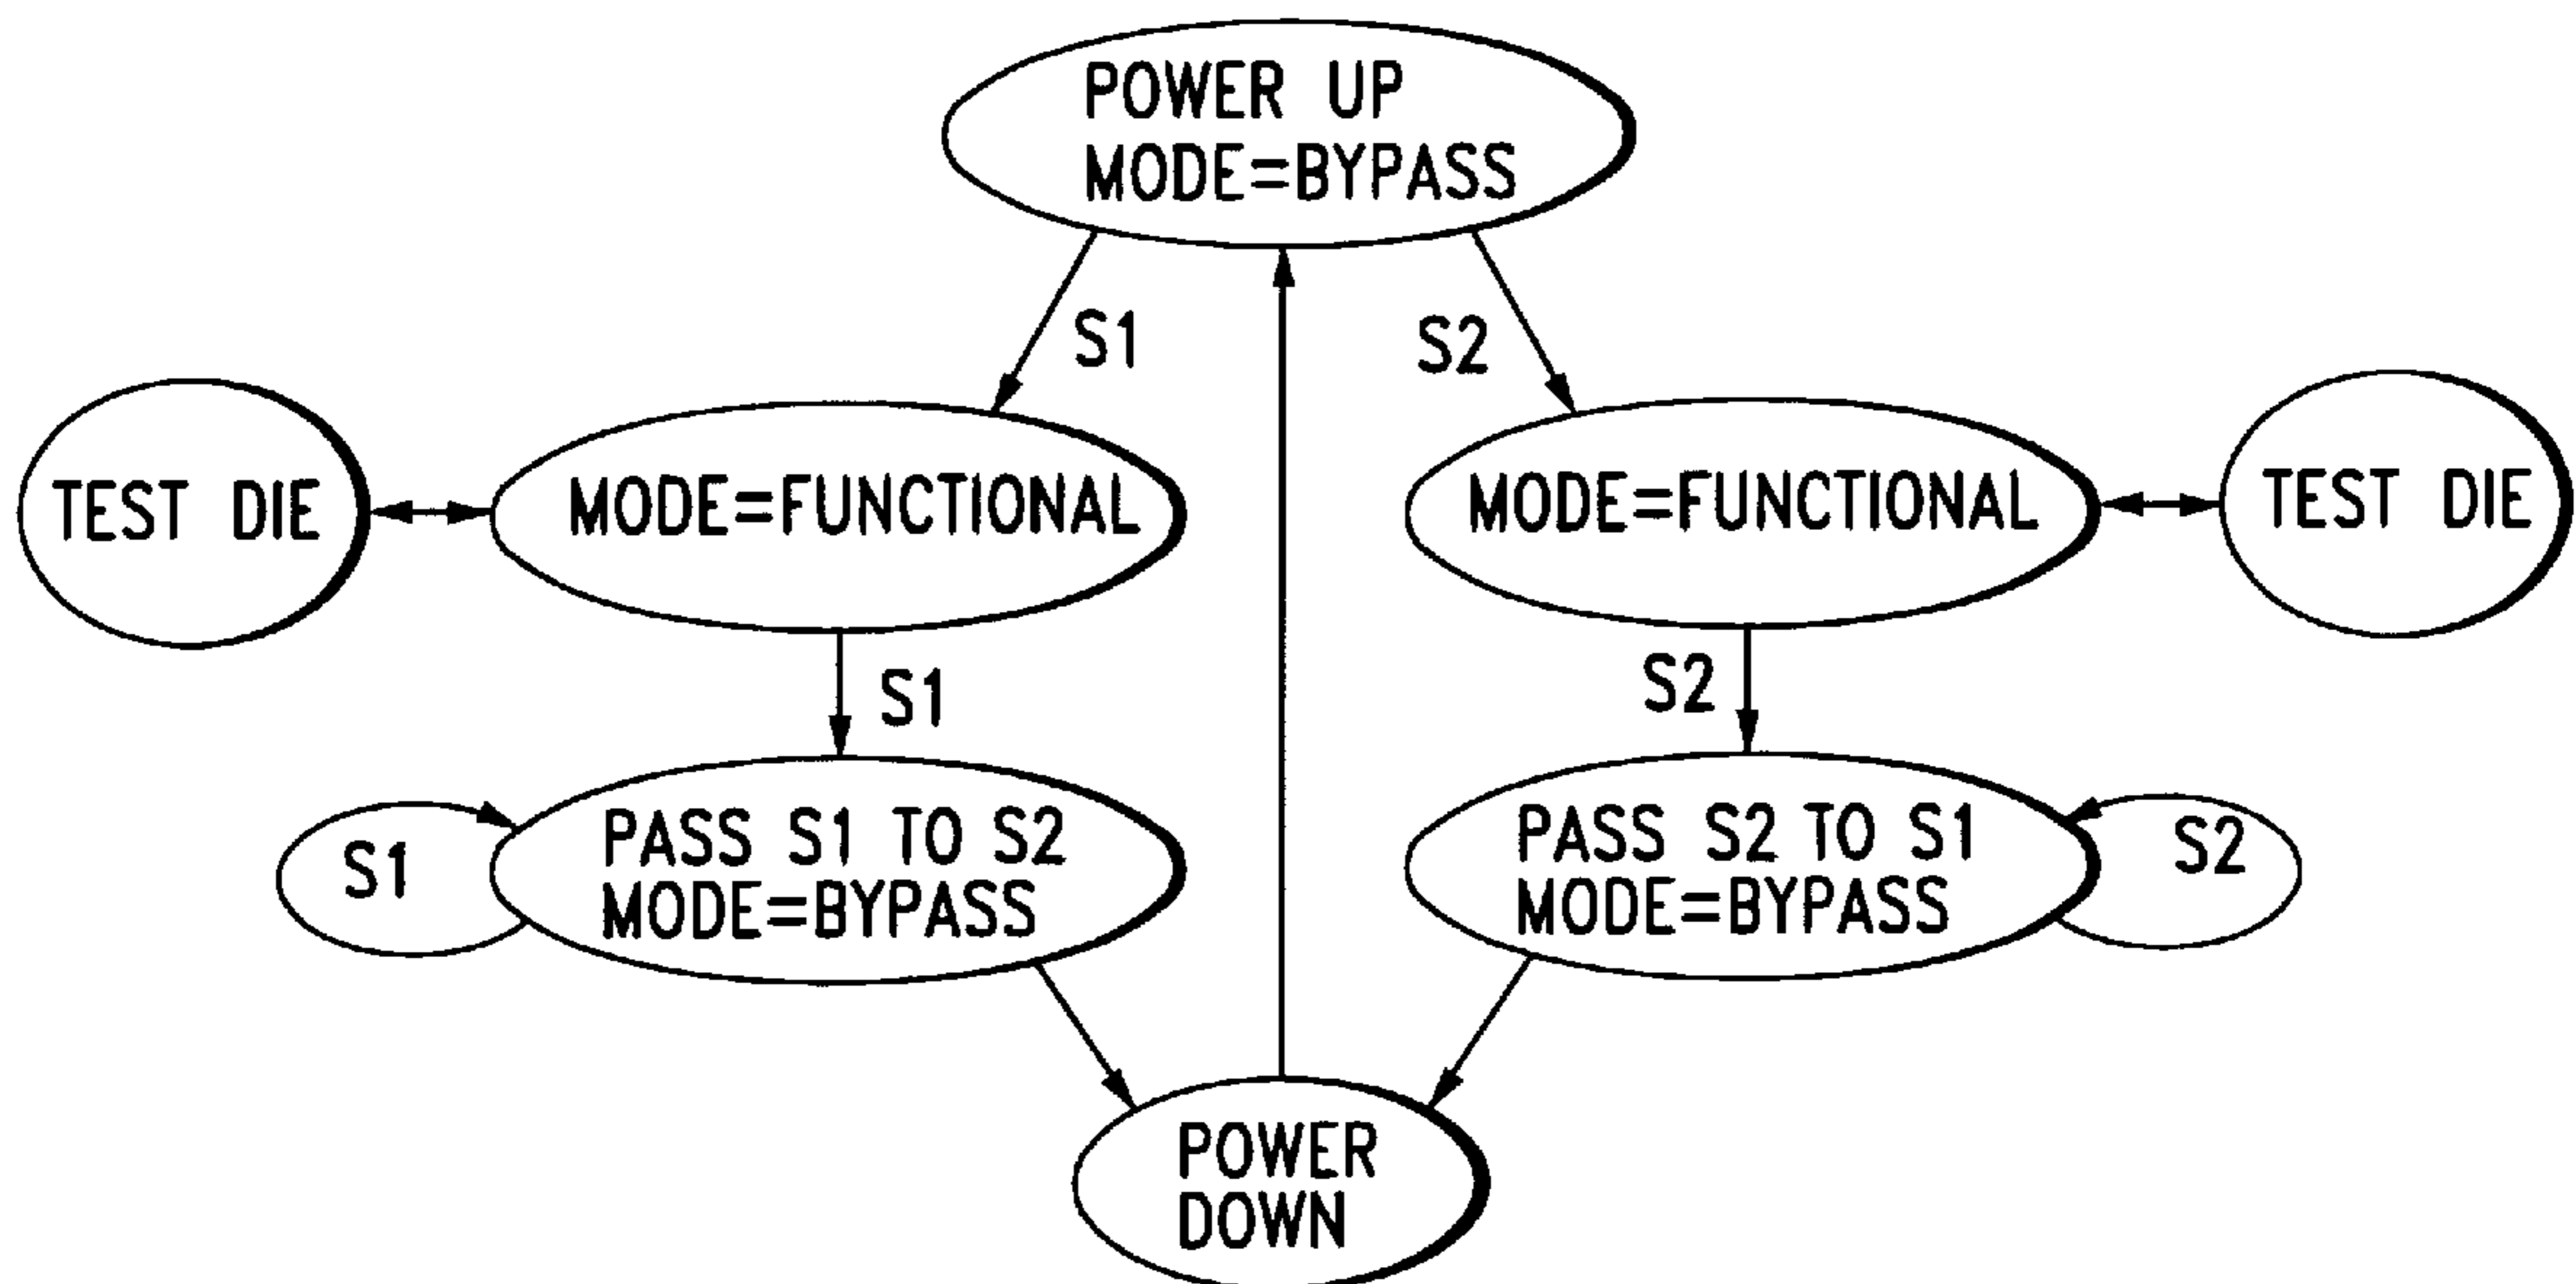 POWER UP
MODE=BYPASS
S1
S2
TEST DIE
MODE=FUNCTIONAL
MODE=FUNCTIONAL
TEST DIE
S1
S2
S1
PASS S1 TO S2
MODE=BYPASS
PASS S2 TO S1
MODE=BYPASS
S2
POWER
DOWN